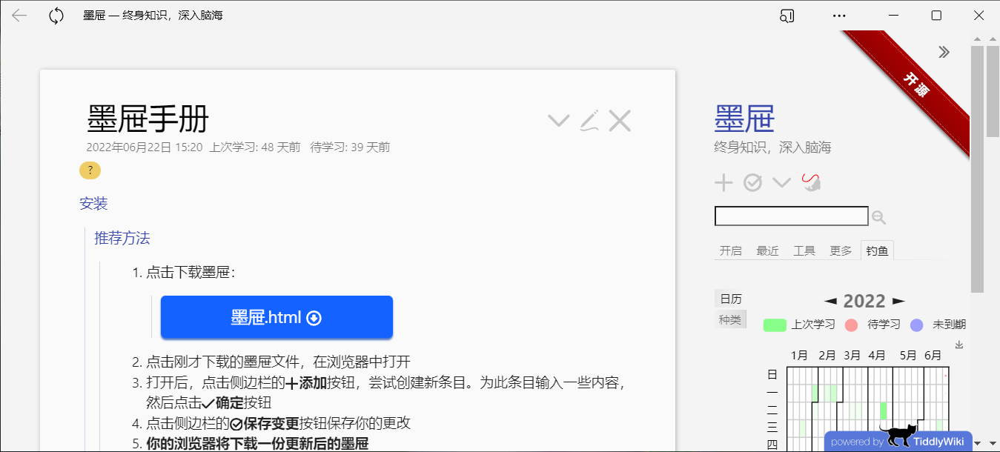 墨屉 — 终身知识，深入脑海
开源
墨屉手册
2022年06月22日 15:20 上次学习: 48 天前 待学习: 39 天前
?
安装
推荐方法
1. 点击下载墨屉：
墨屉.html
2. 点击刚才下载的墨屉文件，在浏览器中打开
3. 打开后，点击侧边栏的添加按钮，尝试创建新条目。为此条目输入一些内容，
然后点击确定按钮
4. 点击侧边栏的保存变更按钮保存你的更改
5. 你的浏览器将下载一份更新后的墨屉
墨屉
终身知识，深入脑海
开启 最近 工具 更多 钓鱼
日历
种类
◄ 2022 ►
上次学习 待学习 未到期
1月 2月 3月 4月 5月 6月
日
一
二
三
四
powered by TiddlyWiki